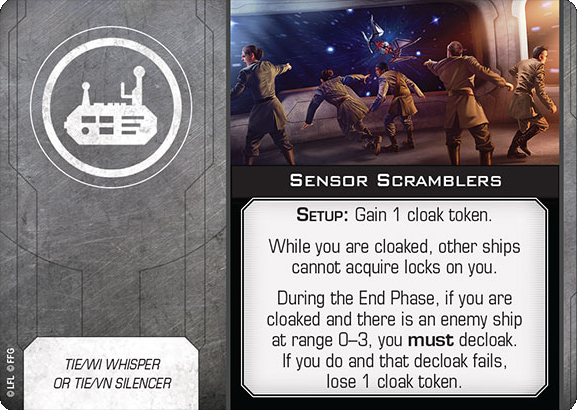 SENSOR SCRAMBLERS
SETUP: Gain 1 cloak token.
While you are cloaked, other ships
cannot acquire locks on you.
During the End Phase, if you are
cloaked and there is an enemy ship
at range 0–3, you must decloak.
If you do and that decloak fails,
lose 1 cloak token.
TIE/WI WHISPER
OR TIE/VN SILENCER
© LFL © FFG